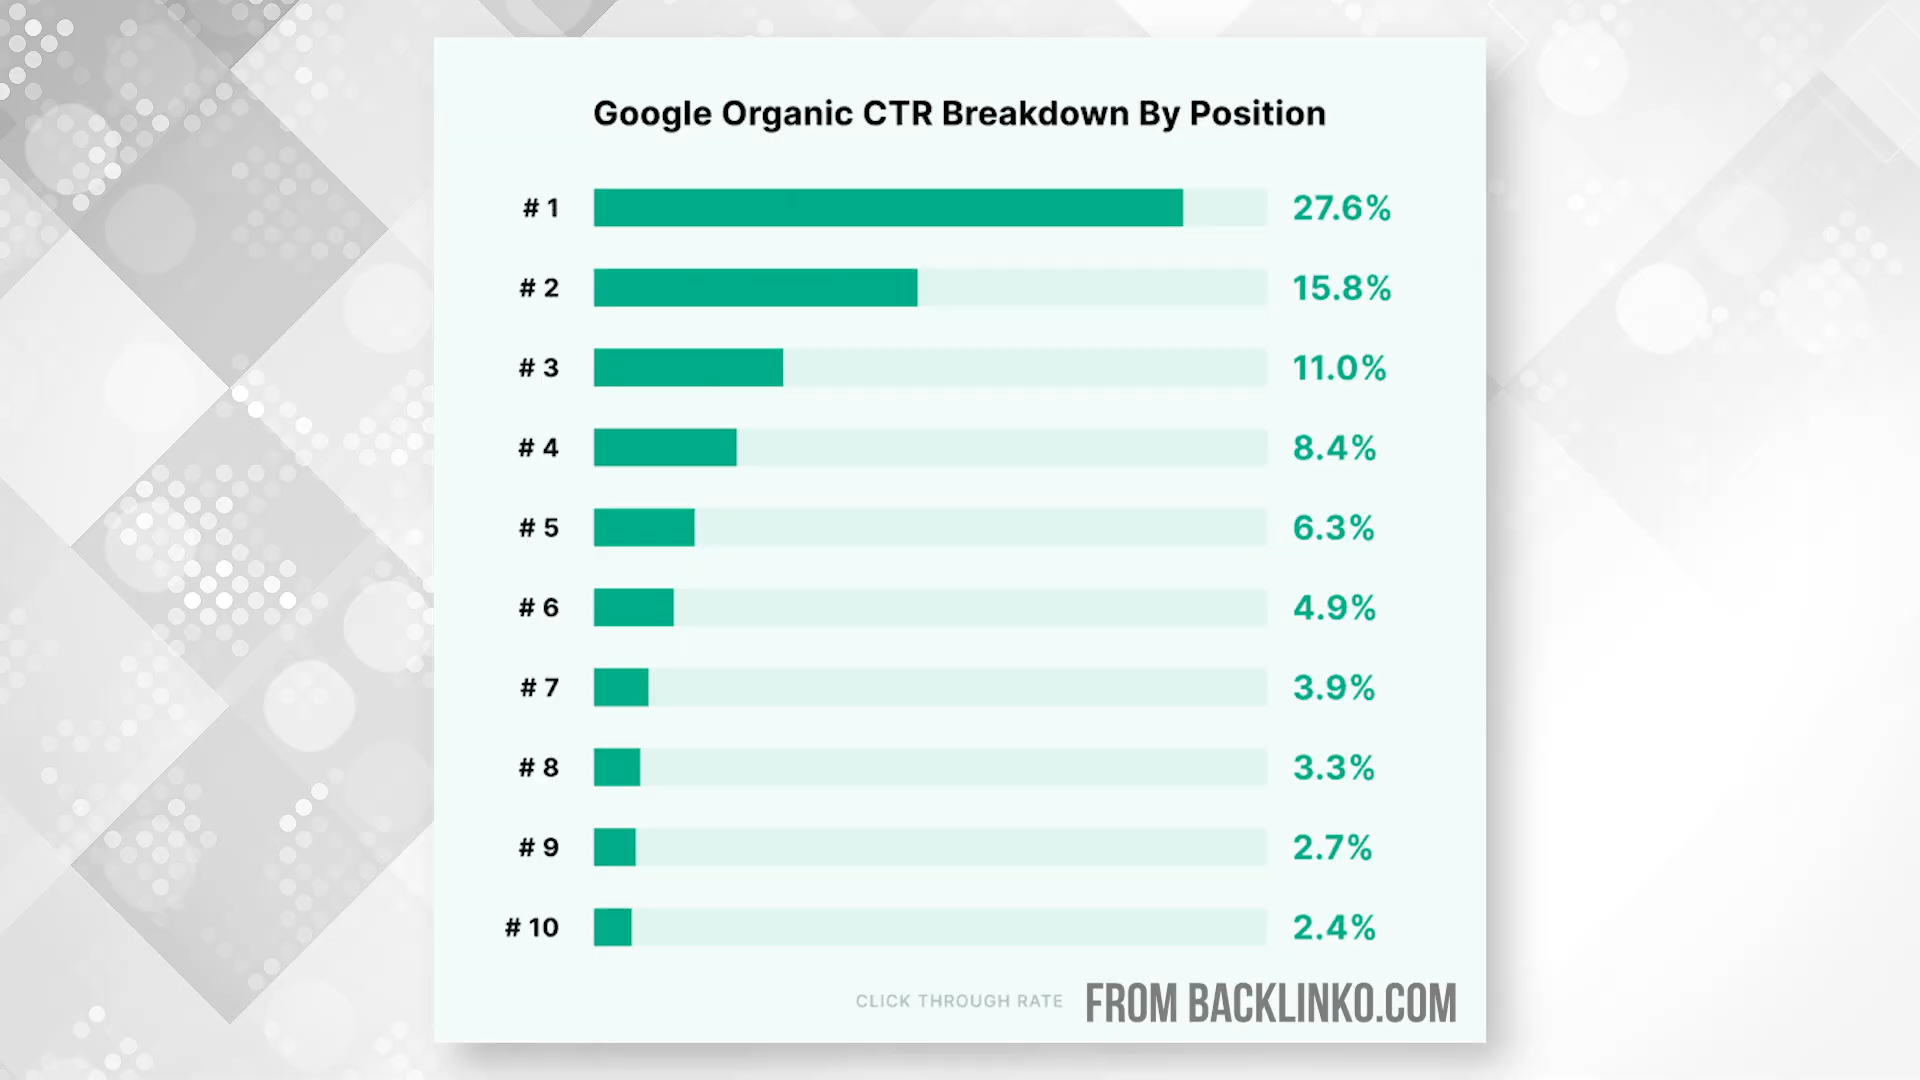 Google Organic CTR Breakdown By Position
# 1 27.6%
# 2 15.8%
# 3 11.0%
# 4 8.4%
# 5 6.3%
# 6 4.9%
# 7 3.9%
# 8 3.3%
# 9 2.7%
# 10 2.4%
CLICK THROUGH RATE FROM BACKLINKO.COM